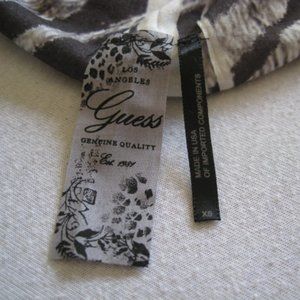 LOS
ANGELES
Guess
GENUINE QUALITY
Est. 1981
MADE IN USA
OF IMPORTED COMPONENTS
XS